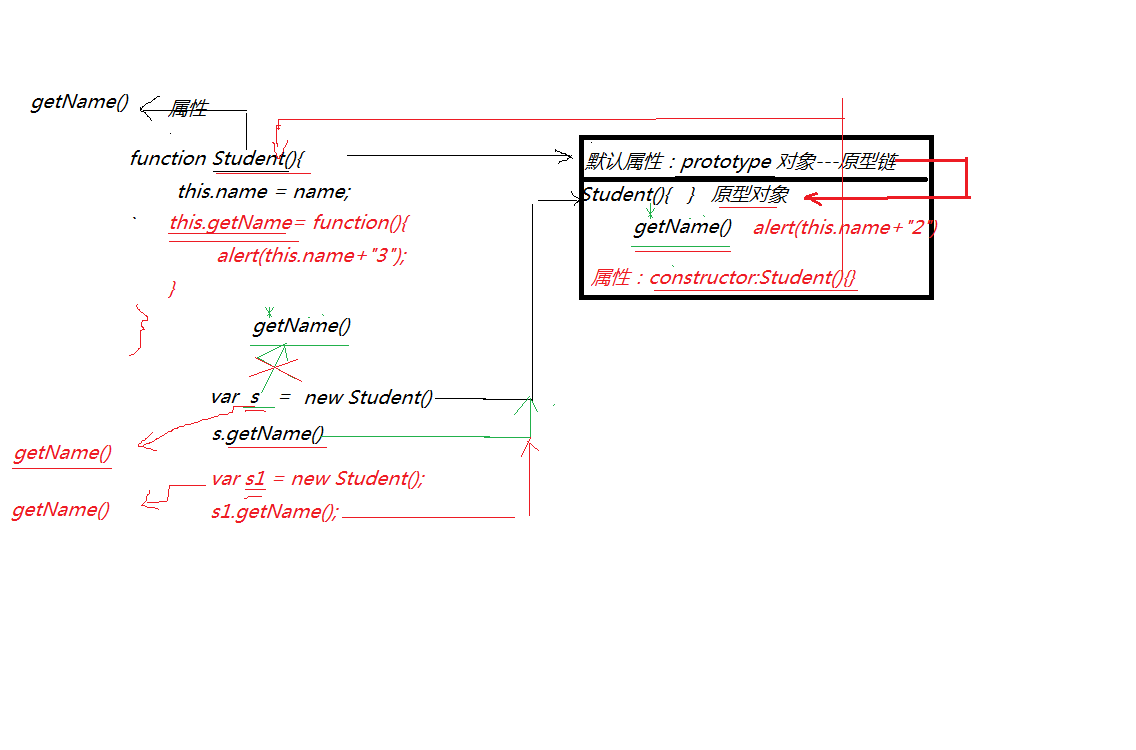 getName()
属性
function Student(){
默认属性：prototype 对象---原型链
this.name = name;
Student(){ } 原型对象
this.getName= function(){
getName() alert(this.name+"2")
alert(this.name+"3");
属性：constructor:Student(){}
}
}
getName()
var s = new Student()
s.getName()
getName()
var s1 = new Student();
getName()
s1.getName();